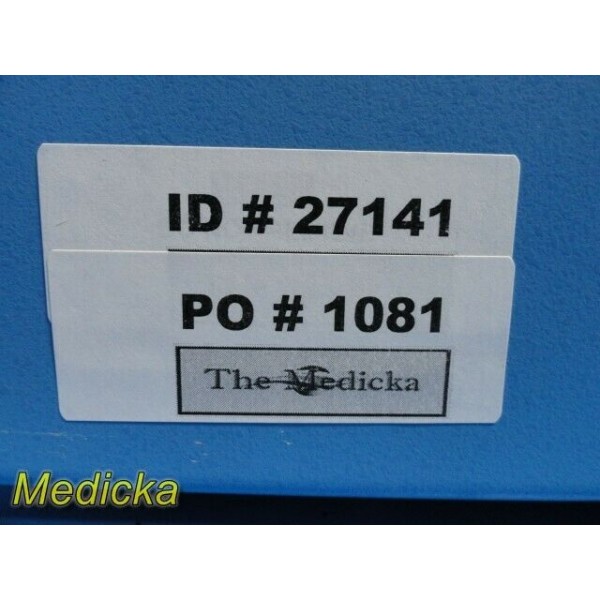 ID # 27141
PO # 1081
The Medicka
Medicka